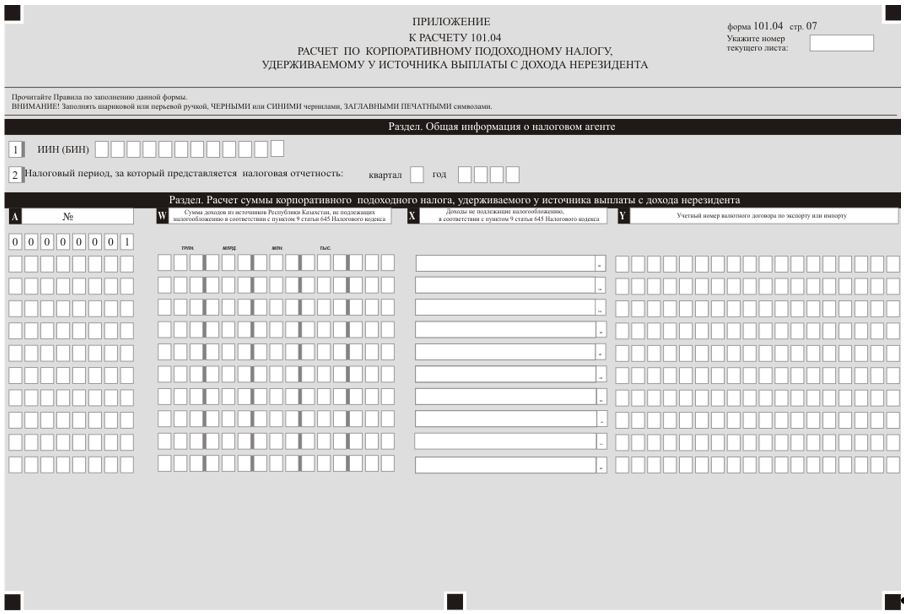 ПРИЛОЖЕНИЕ
К РАСЧЕТУ 101.04
РАСЧЕТ ПО КОРПОРАТИВНОМУ ПОДОХОДНОМУ НАЛОГУ,
УДЕРЖИВАЕМОМУ У ИСТОЧНИКА ВЫПЛАТЫ С ДОХОДА НЕРЕЗИДЕНТА
форма 101.04 стр. 07
Укажите номер
текущего листа:
Прочитайте Правила по заполнению данной формы.
ВНИМАНИЕ! Заполнять шариковой или перьевой ручкой, ЧЕРНЫМИ или СИНИМИ чернилами, ЗАГЛАВНЫМИ ПЕЧАТНЫМИ символами.
Раздел. Общая информация о налоговом агенте
1 ИИН (БИН)
2 Налоговый период, за который представляется налоговая отчетность: квартал год
Раздел. Расчет суммы корпоративного подоходного налога, удерживаемого у источника выплаты с дохода нерезидента
A №
W Сумма доходов из источников Республики Казахстан, не подлежащих
налогообложению в соответствии с пунктом 9 статьи 645 Налогового кодекса
X Доходы не подлежащие налогообложению,
в соответствии с пунктом 9 статьи 645 Налогового кодекса
Y Учетный номер валютного договора по экспорту или импорту
0 0 0 0 0 0 0 1
ТРЛН. МЛРД. МЛН. ТЫС.